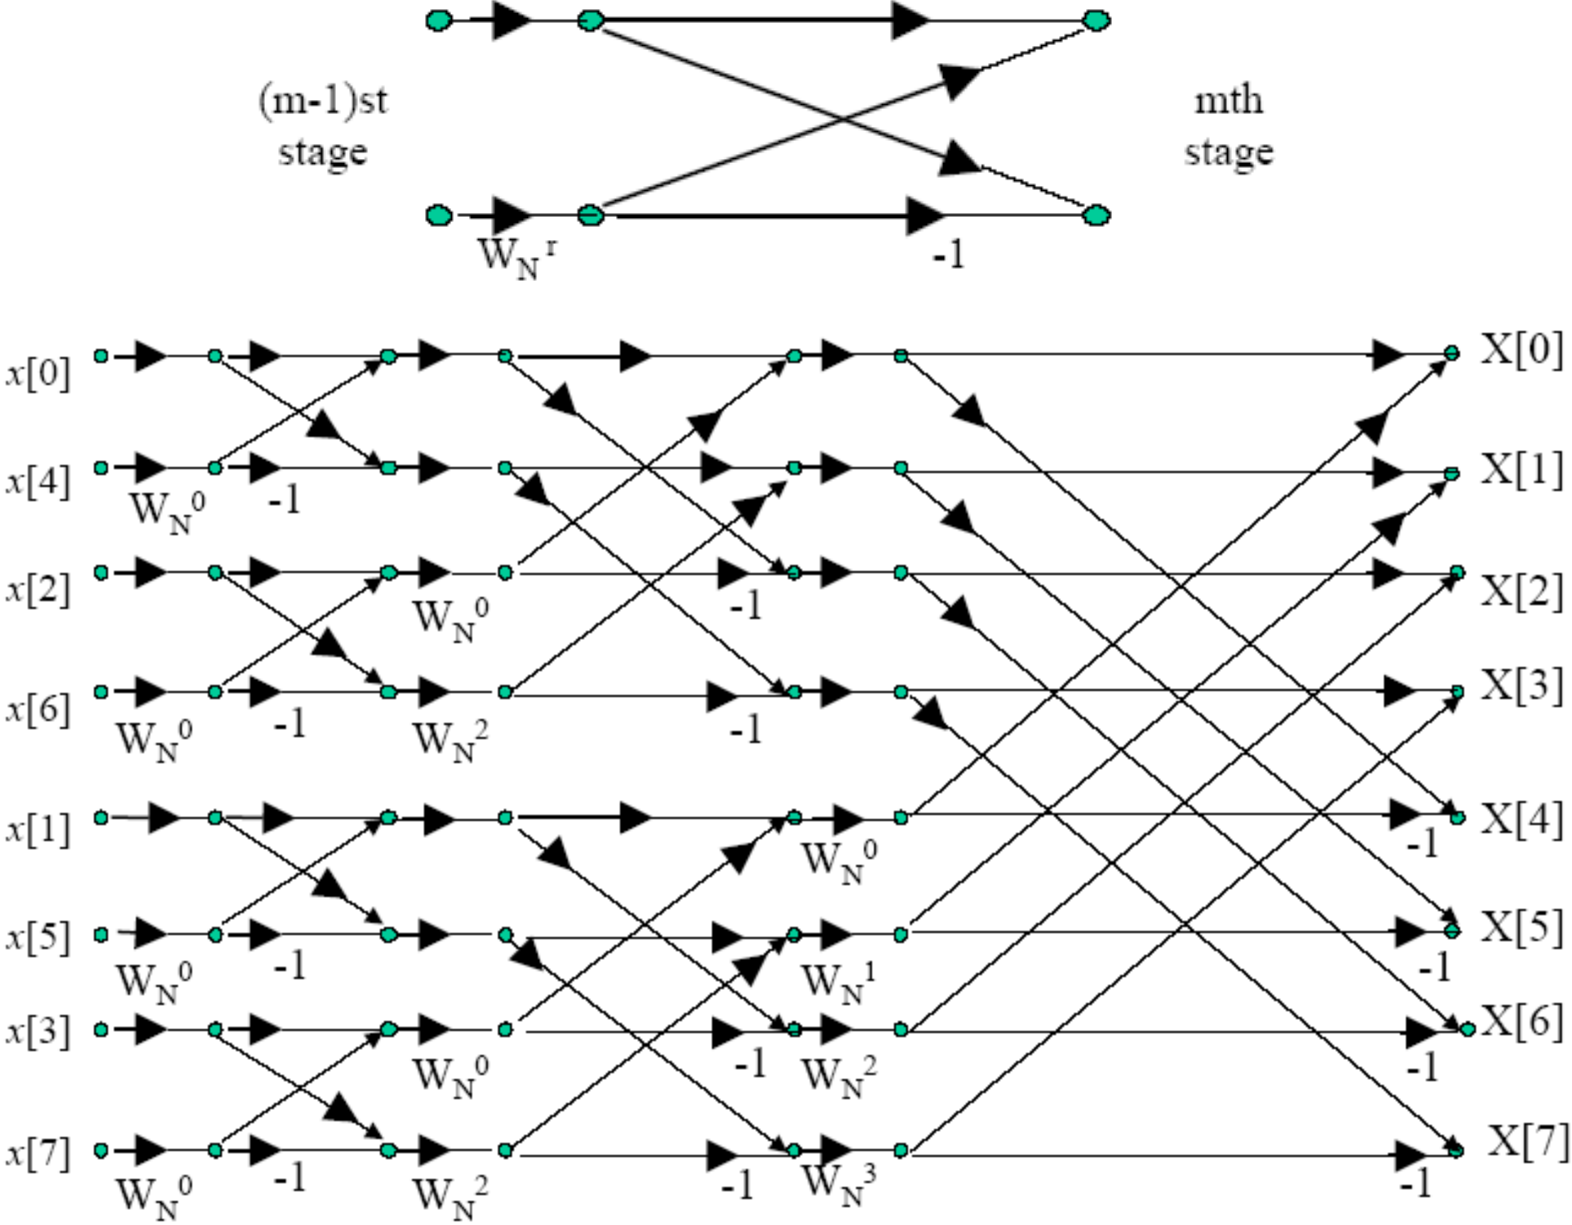 (m-1)st
stage
mth
stage
W_N^r
-1
x[0]
X[0]
x[4]
W_N^0
-1
X[1]
x[2]
W_N^0
-1
X[2]
x[6]
W_N^0
-1
W_N^2
-1
X[3]
x[1]
W_N^0
-1
X[4]
x[5]
W_N^0
-1
W_N^1
-1
X[5]
x[3]
W_N^0
-1
W_N^2
-1
X[6]
x[7]
W_N^0
-1
W_N^2
-1
W_N^3
-1
X[7]